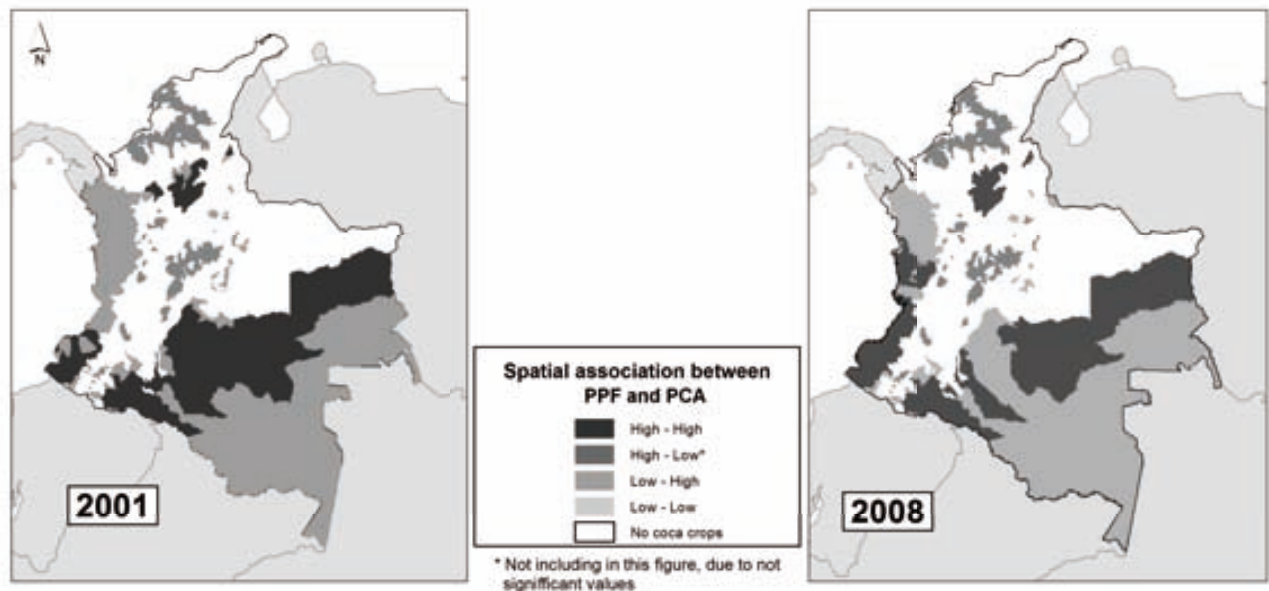 N
2001
Spatial association between
PPF and PCA
High - High
High - Low*
Low - High
Low - Low
No coca crops
* Not including in this figure, due to not
signifficant values
2008